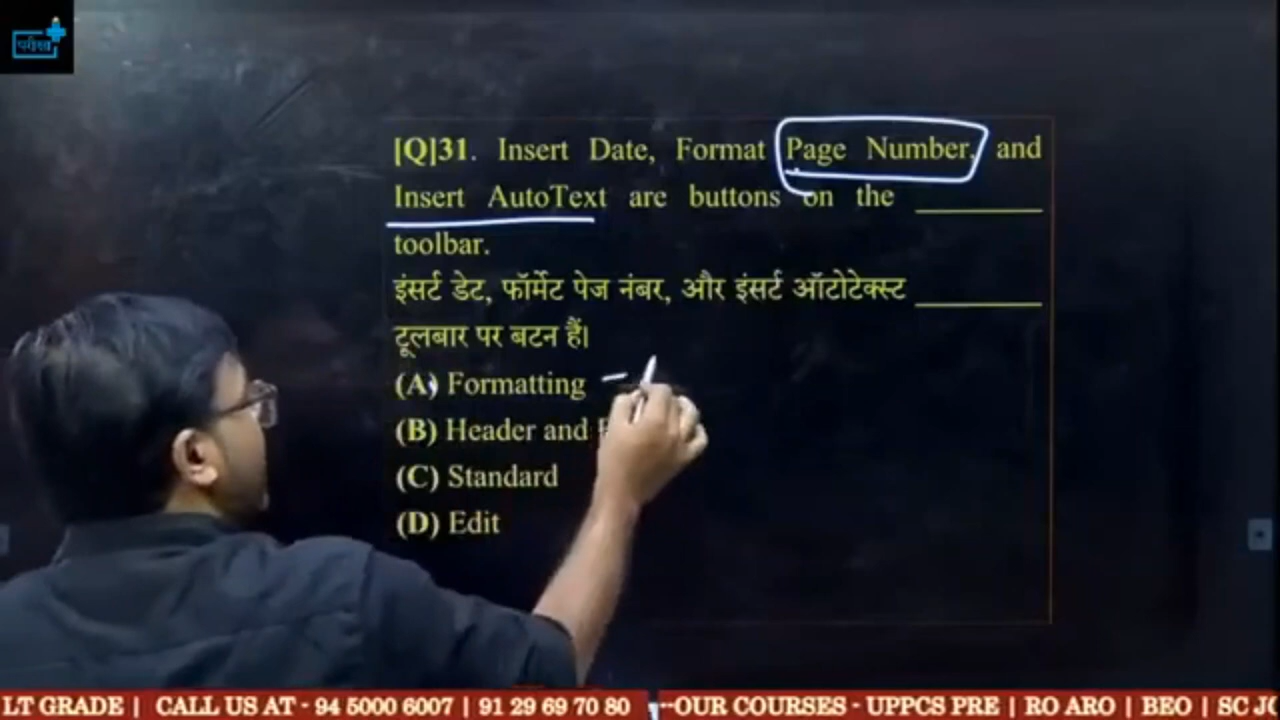 परीक्षा
[Q]31. Insert Date, Format Page Number, and
Insert AutoText are buttons on the ________
toolbar.
इंसर्ट डेट, फॉर्मेट पेज नंबर, और इंसर्ट ऑटोटेक्स्ट ________
टूलबार पर बटन हैं।
(A) Formatting
(B) Header and
(C) Standard
(D) Edit
LT GRADE | CALL US AT - 94 5000 6007 | 91 29 69 70 80 --OUR COURSES - UPPCS PRE | RO ARO | BEO | SC